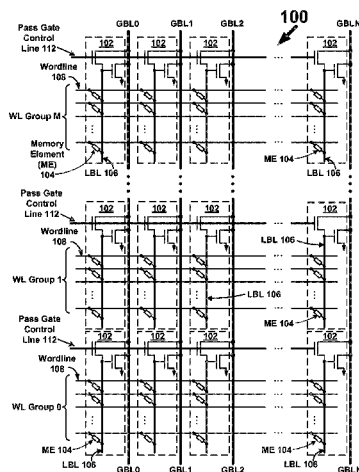 GBL0 GBL1 GBL2 GBLN
100
Pass Gate
Control
Line 112
102 102 102 102
Wordline
108
WL Group M
Memory
Element
(ME)
104
LBL 106
ME 104
LBL 106
Pass Gate
Control
Line 112
102 102 102 102
Wordline
108
LBL 106
WL Group 1
LBL 106
ME 104
Pass Gate
Control
Line 112
102 102 102 102
Wordline
108
WL Group 0
ME 104
LBL 106
ME 104
LBL 106
GBL0 GBL1 GBL2 GBLN